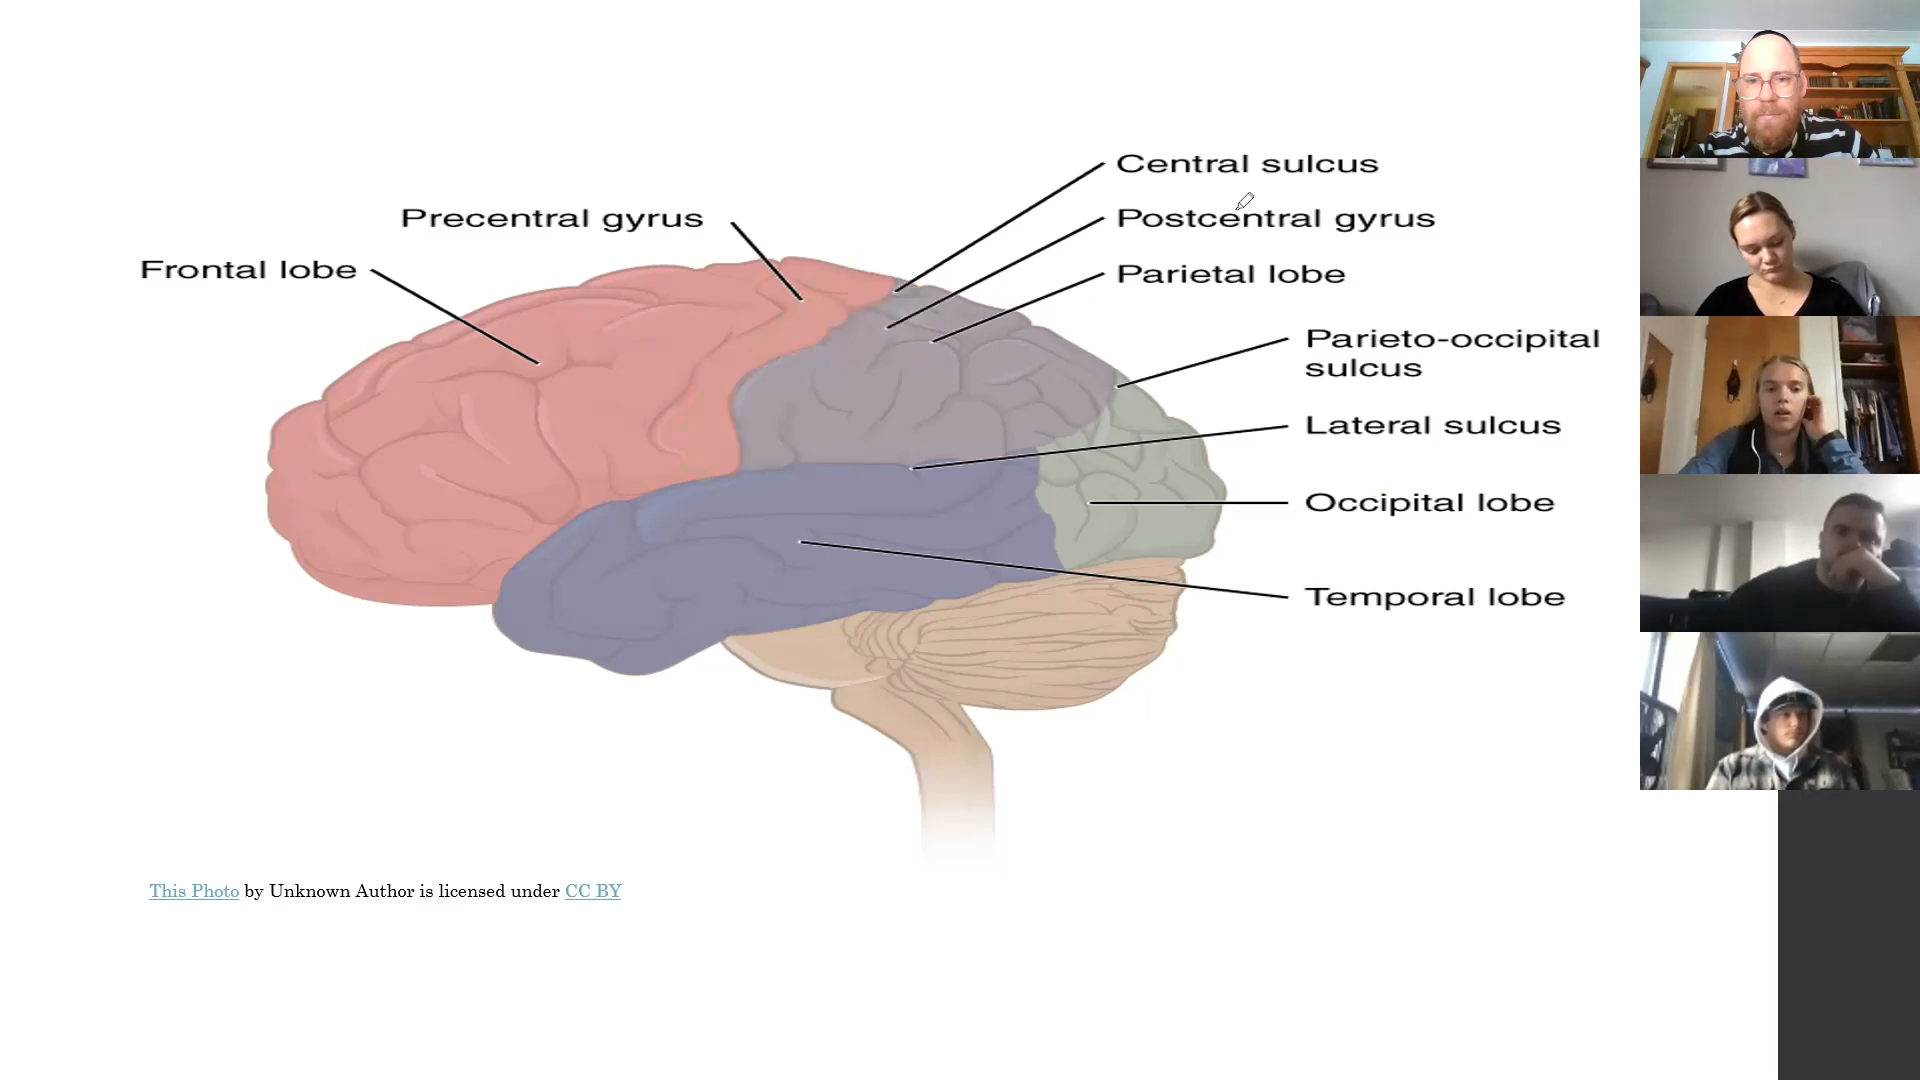 Central sulcus
Precentral gyrus
Postcentral gyrus
Frontal lobe
Parietal lobe
Parieto-occipital
sulcus
Lateral sulcus
Occipital lobe
Temporal lobe
This Photo by Unknown Author is licensed under CC BY